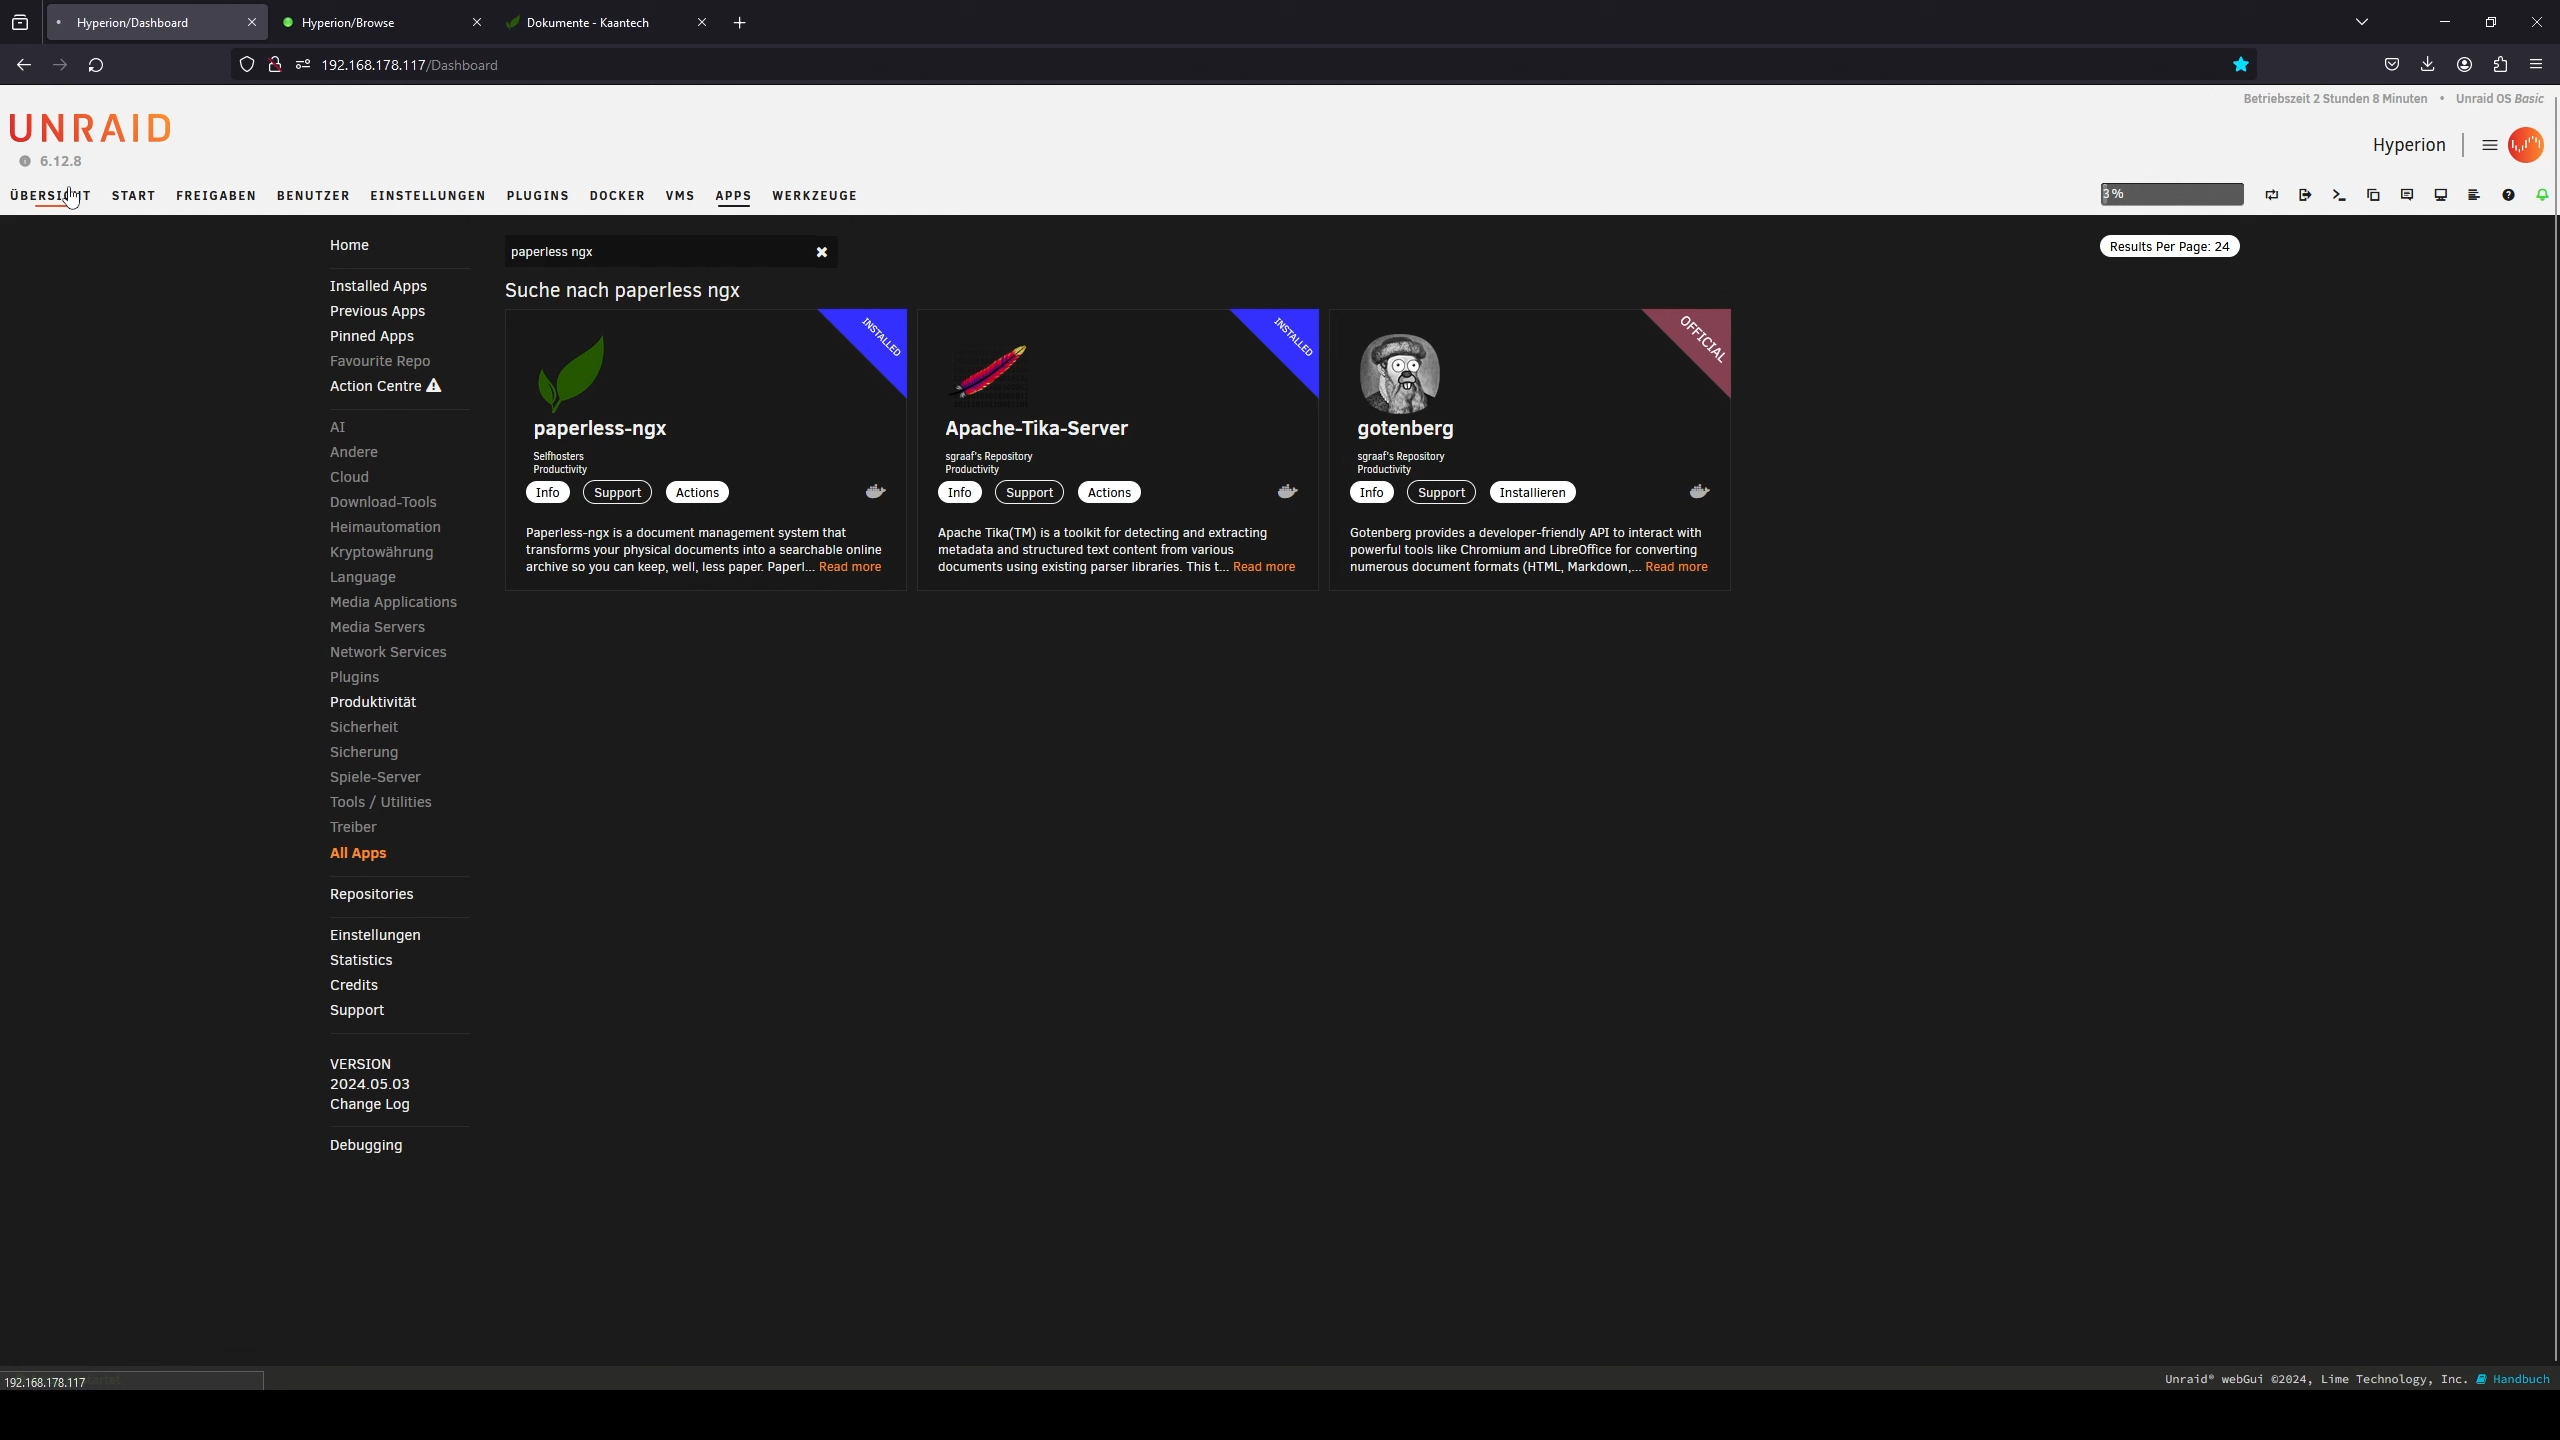 Hyperion/Dashboard
Hyperion/Browse
Dokumente - Kaantech
192.168.178.117/Dashboard
Betriebszeit 2 Stunden 8 Minuten • Unraid OS Basic
UNRAID
6.12.8
Hyperion
ÜBERSICHT START FREIGABEN BENUTZER EINSTELLUNGEN PLUGINS DOCKER VMS APPS WERKZEUGE
3%
Home
Installed Apps
Previous Apps
Pinned Apps
Favourite Repo
Action Centre
AI
Andere
Cloud
Download-Tools
Heimautomation
Kryptowährung
Language
Media Applications
Media Servers
Network Services
Plugins
Produktivität
Sicherheit
Sicherung
Spiele-Server
Tools / Utilities
Treiber
All Apps
Repositories
Einstellungen
Statistics
Credits
Support
VERSION
2024.05.03
Change Log
Debugging
paperless ngx
Results Per Page: 24
Suche nach paperless ngx
INSTALLED
paperless-ngx
Selfhosters
Productivity
Info Support Actions
Paperless-ngx is a document management system that
transforms your physical documents into a searchable online
archive so you can keep, well, less paper. Paperl... Read more
INSTALLED
Apache-Tika-Server
sgraaf's Repository
Productivity
Info Support Actions
Apache Tika(TM) is a toolkit for detecting and extracting
metadata and structured text content from various
documents using existing parser libraries. This t... Read more
OFFICIAL
gotenberg
sgraaf's Repository
Productivity
Info Support Installieren
Gotenberg provides a developer-friendly API to interact with
powerful tools like Chromium and LibreOffice for converting
numerous document formats (HTML, Markdown,... Read more
192.168.178.117
Unraid® webGui ©2024, Lime Technology, Inc. Handbuch